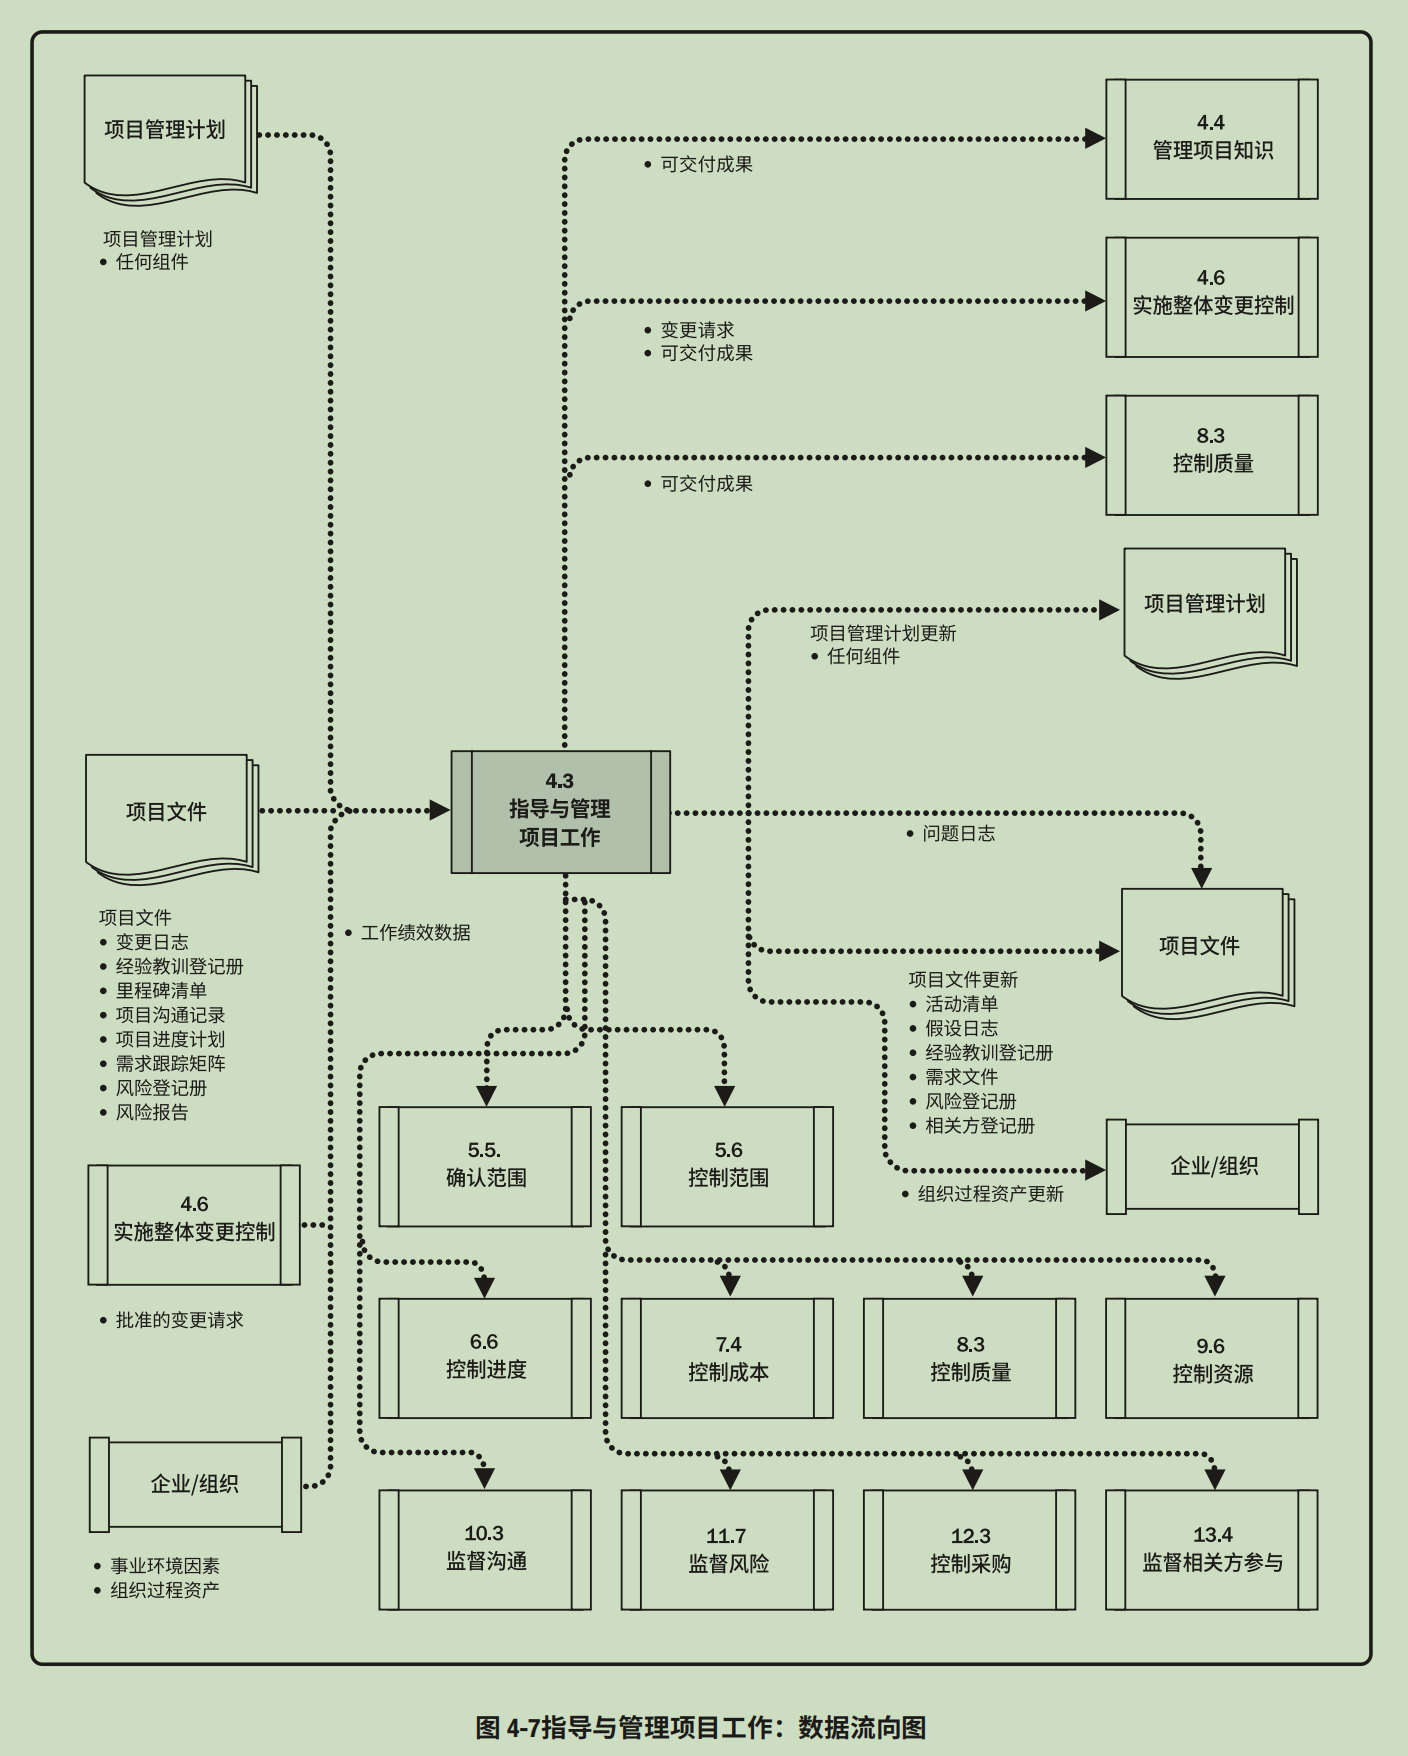 项目管理计划
项目管理计划
• 任何组件
4.4
管理项目知识
• 可交付成果
4.6
实施整体变更控制
• 变更请求
• 可交付成果
8.3
控制质量
• 可交付成果
项目管理计划
项目管理计划更新
• 任何组件
项目文件
4.3
指导与管理
项目工作
• 问题日志
项目文件
项目文件
• 变更日志
• 经验教训登记册
• 里程碑清单
• 项目沟通记录
• 项目进度计划
• 需求跟踪矩阵
• 风险登记册
• 风险报告
• 工作绩效数据
项目文件更新
• 活动清单
• 假设日志
• 经验教训登记册
• 需求文件
• 风险登记册
• 相关方登记册
5.5.
确认范围
5.6
控制范围
企业/组织
• 组织过程资产更新
4.6
实施整体变更控制
• 批准的变更请求
6.6
控制进度
7.4
控制成本
8.3
控制质量
9.6
控制资源
企业/组织
• 事业环境因素
• 组织过程资产
10.3
监督沟通
11.7
监督风险
12.3
控制采购
13.4
监督相关方参与
图 4-7指导与管理项目工作：数据流向图